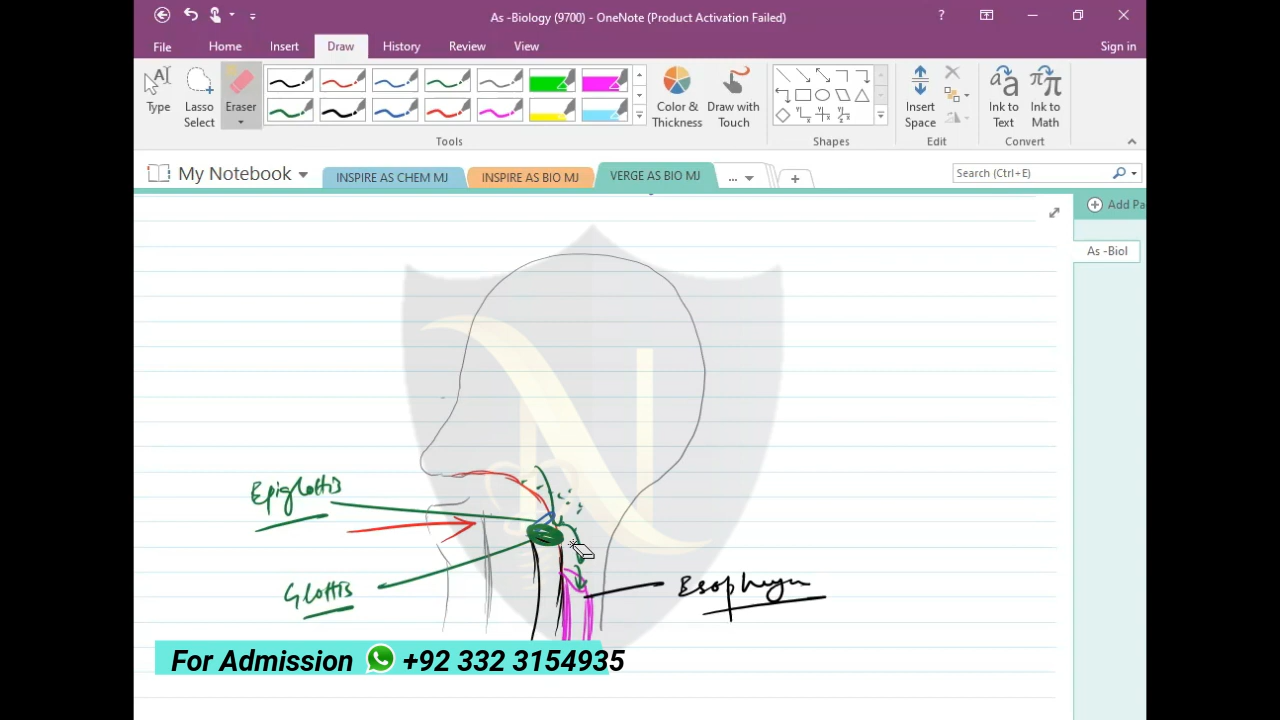 As -Biology (9700) - OneNote (Product Activation Failed)
File Home Insert Draw History Review View Sign in
Type
Lasso Select
Eraser
Color & Thickness
Draw with Touch
Insert Space
Ink to Text
Ink to Math
Tools Shapes Edit Convert
My Notebook INSPIRE AS CHEM MJ INSPIRE AS BIO MJ VERGE AS BIO MJ ... + Search (Ctrl+E)
Add Pa
As -Biol
Epiglottis
Glottis
For Admission +92 332 3154935